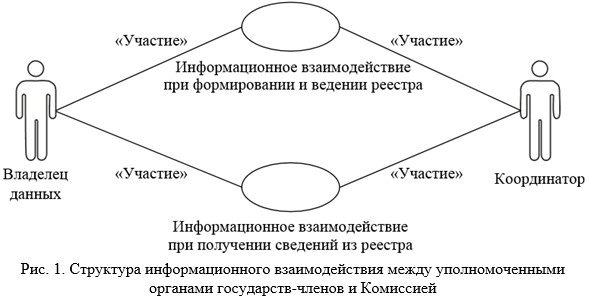 «Участие» «Участие»
Информационное взаимодействие
при формировании и ведении реестра
Владелец
данных
Координатор
«Участие» «Участие»
Информационное взаимодействие
при получении сведений из реестра
Рис. 1. Структура информационного взаимодействия между уполномоченными
органами государств-членов и Комиссией